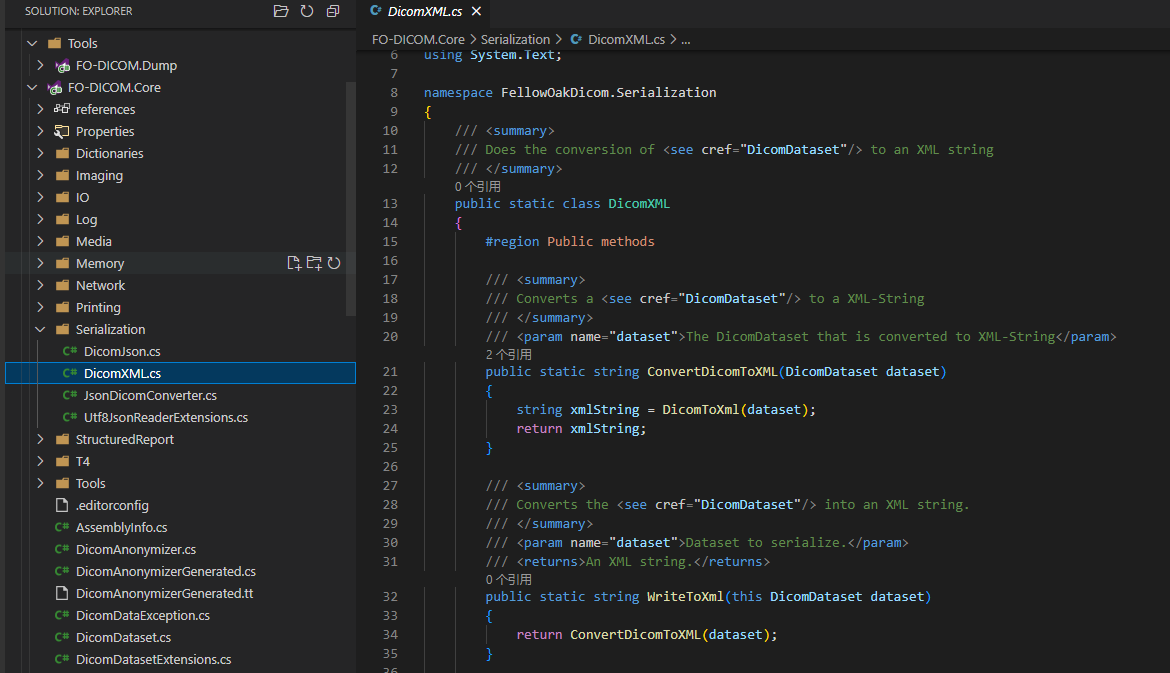 SOLUTION: EXPLORER
Tools
FO-DICOM.Dump
FO-DICOM.Core
references
Properties
Dictionaries
Imaging
IO
Log
Media
Memory
Network
Printing
Serialization
C# DicomJson.cs
C# DicomXML.cs
C# JsonDicomConverter.cs
C# Utf8JsonReaderExtensions.cs
StructuredReport
T4
Tools
.editorconfig
C# AssemblyInfo.cs
C# DicomAnonymizer.cs
C# DicomAnonymizerGenerated.cs
DicomAnonymizerGenerated.tt
C# DicomDataException.cs
C# DicomDataset.cs
C# DicomDatasetExtensions.cs
C# DicomXML.cs
FO-DICOM.Core > Serialization > C# DicomXML.cs > ...
6 using System.Text;
7
8 namespace FellowOakDicom.Serialization
9 {
10 /// <summary>
11 /// Does the conversion of <see cref="DicomDataset"/> to an XML string
12 /// </summary>
0 个引用
13 public static class DicomXML
14 {
15 #region Public methods
16
17 /// <summary>
18 /// Converts a <see cref="DicomDataset"/> to a XML-String
19 /// </summary>
20 /// <param name="dataset">The DicomDataset that is converted to XML-String</param>
2 个引用
21 public static string ConvertDicomToXML(DicomDataset dataset)
22 {
23 string xmlString = DicomToXml(dataset);
24 return xmlString;
25 }
26
27 /// <summary>
28 /// Converts the <see cref="DicomDataset"/> into an XML string.
29 /// </summary>
30 /// <param name="dataset">Dataset to serialize.</param>
31 /// <returns>An XML string.</returns>
0 个引用
32 public static string WriteToXml(this DicomDataset dataset)
33 {
34 return ConvertDicomToXML(dataset);
35 }
36